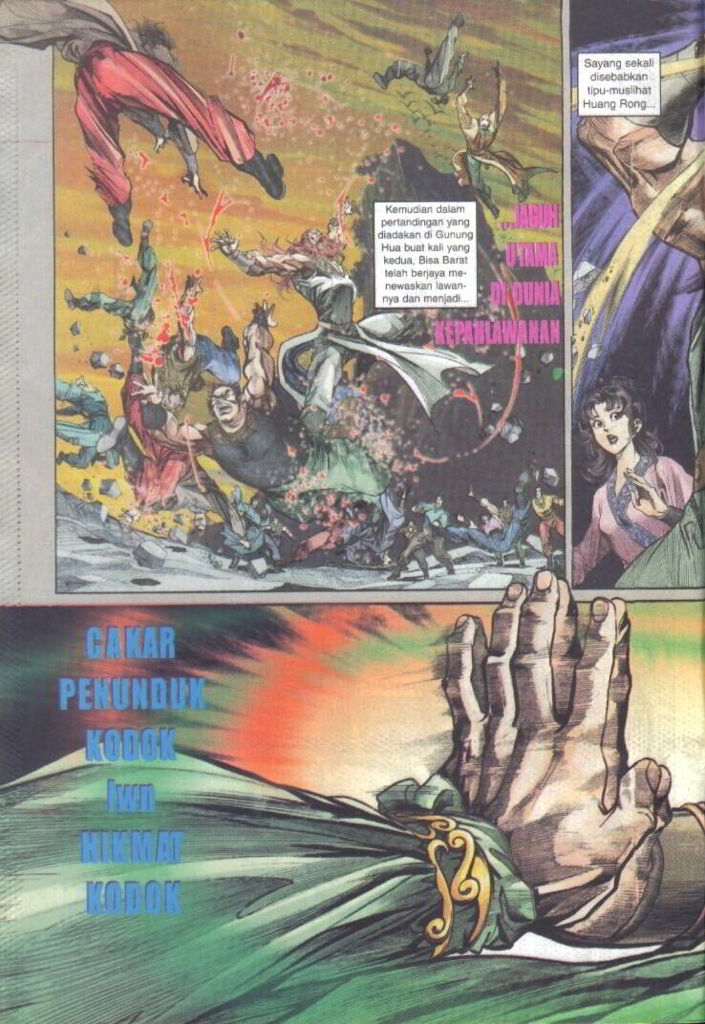 Kemudian dalam
pertandingan yang
diadakan di Gunung
Hua buat kali yang
kedua, Bisa Barat
telah berjaya me-
newaskan lawan-
nya dan menjadi...
...JAGUH
UTAMA
DI DUNIA
KEPAHLAWANAN
Sayang sekali
disebabkan
tipu-muslihat
Huang Rong...
CAKAR
PENUNDUK
KODOK
lwn
HIKMAT
KODOK